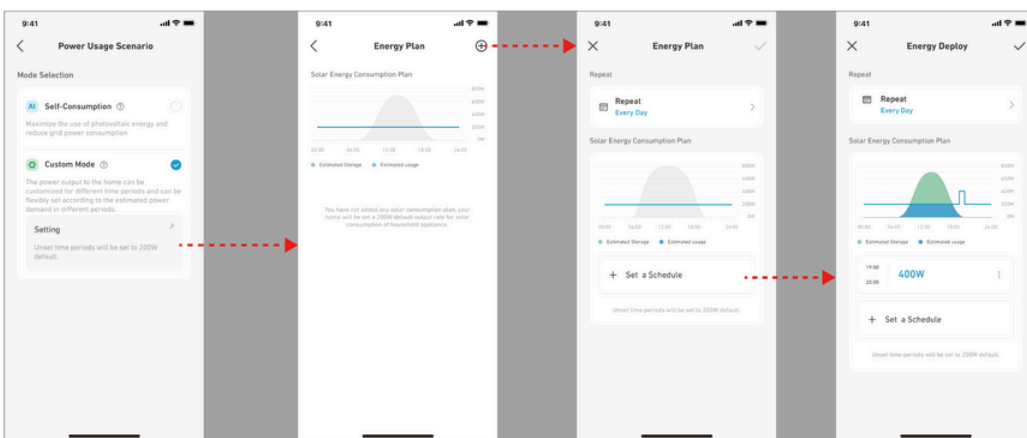 9:41
Power Usage Scenario
Mode Selection
AI Self-Consumption
Maximize the use of photovoltaic energy and
reduce grid power consumption
Custom Mode
The power output to the home can be
customized for different time periods and can be
flexibly set according to the estimated power
demand in different periods.
Setting
Unset time periods will be set to 200W
default.
9:41
Energy Plan
Solar Energy Consumption Plan
800W
600W
400W
200W
0W
00:00 06:00 12:00 18:00 24:00
Estimated Storage Estimated usage
You have not added any solar consumption plan, your
home will be set a 200W default output rate for solar
consumption of household appliance.
9:41
Energy Plan
Repeat
Repeat
Every Day
Solar Energy Consumption Plan
800W
600W
400W
200W
0W
00:00 06:00 12:00 18:00 24:00
Estimated Storage Estimated usage
+ Set a Schedule
Unset time periods will be set to 200W default.
9:41
Energy Deploy
Repeat
Repeat
Every Day
Solar Energy Consumption Plan
800W
600W
400W
200W
0W
00:00 06:00 12:00 18:00 24:00
Estimated Storage Estimated usage
19:00
400W
20:00
+ Set a Schedule
Unset time periods will be set to 200W default.